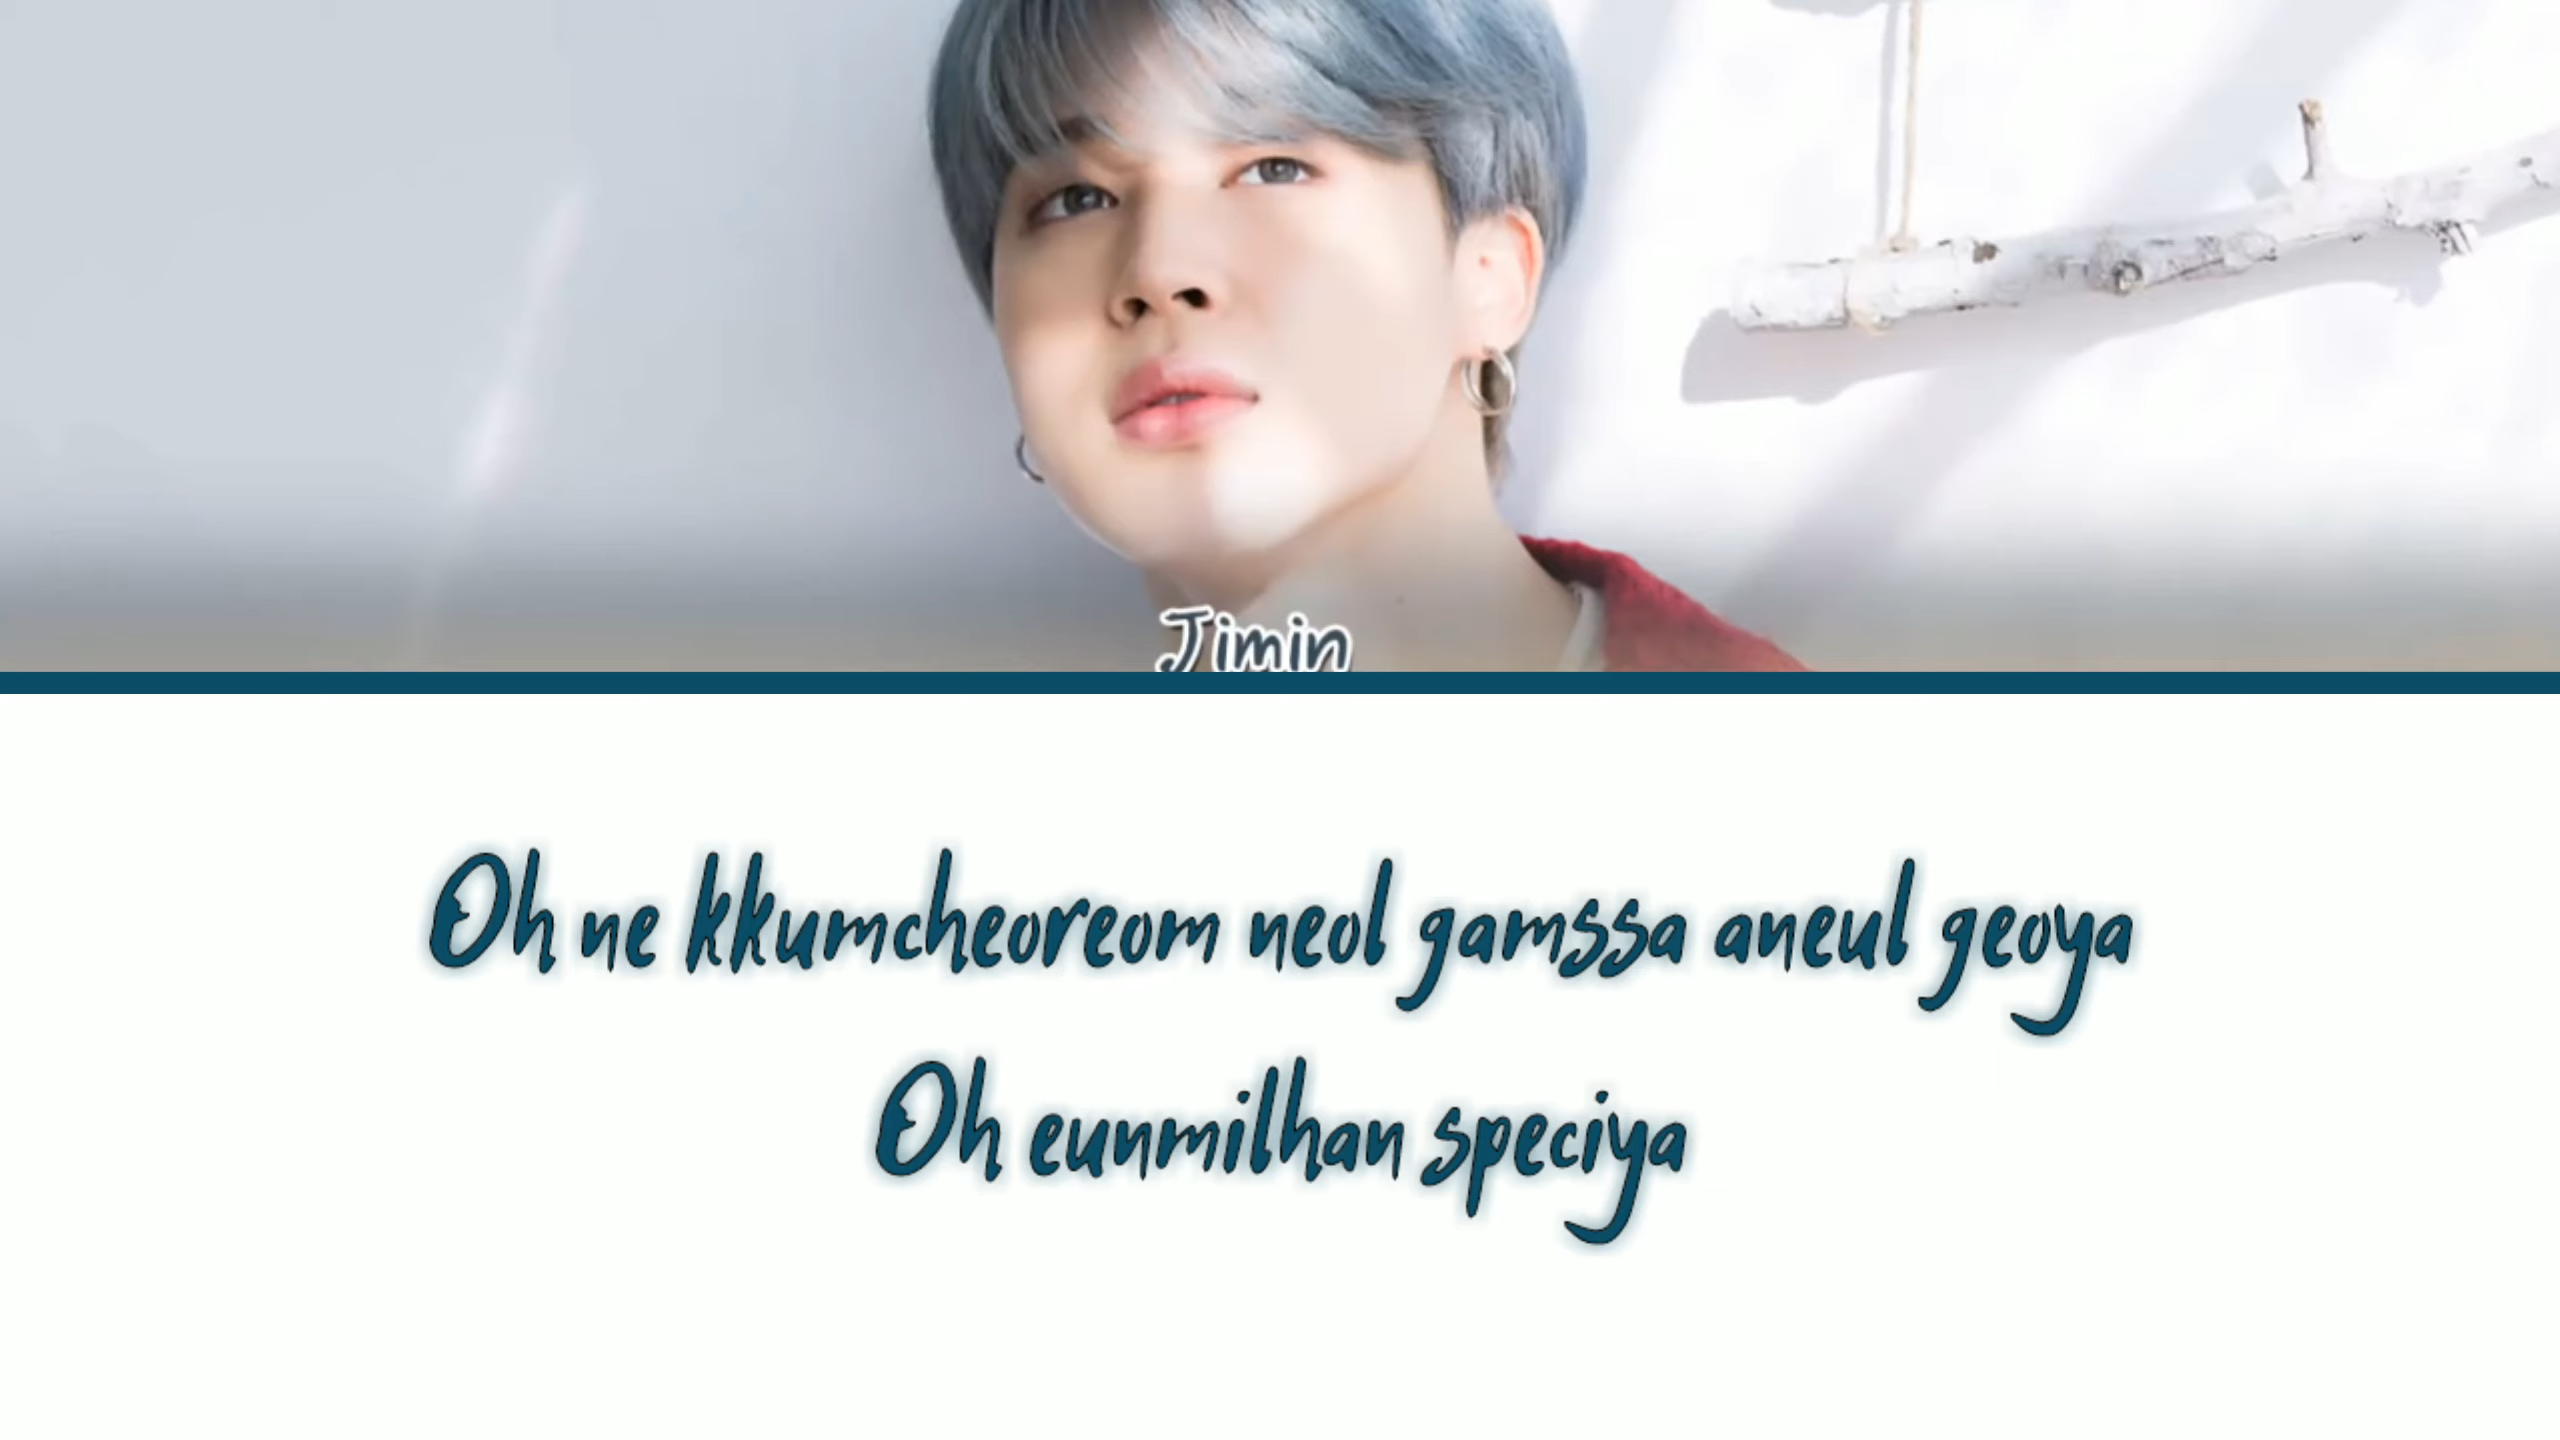 Jimin
Oh ne kkumcheoreom neol gamssa aneul geoya
Oh eunmilhan speciya